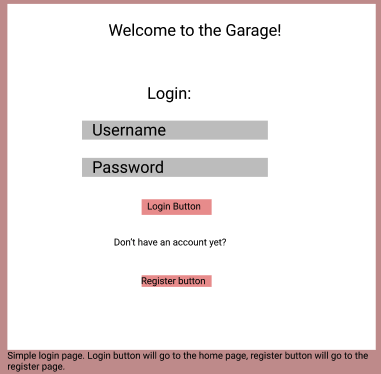 Welcome to the Garage!
Login:
Username
Password
Login Button
Don't have an account yet?
Register button
Simple login page. Login button will go to the home page, register button will go to the
register page.